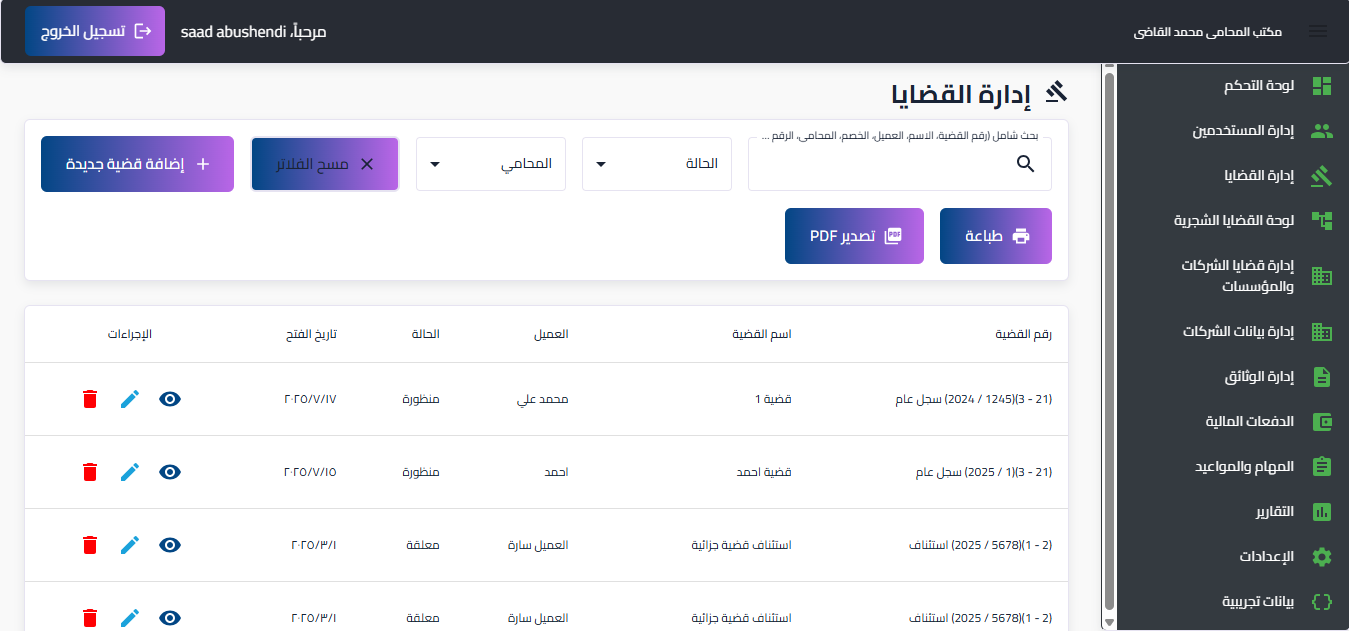 مكتب المحامى محمد القاضى
مرحباً، saad abushendi
تسجيل الخروج
لوحة التحكم
إدارة المستخدمين
إدارة القضايا
لوحة القضايا الشجرية
إدارة قضايا الشركات
والمؤسسات
إدارة بيانات الشركات
إدارة الوثائق
الدفعات المالية
المهام والمواعيد
التقارير
الإعدادات
بيانات تجريبية
إدارة القضايا
بحث شامل (رقم القضية، الاسم، العميل، الخصم، المحامي، الرقم ...
الحالة
المحامي
مسح الفلاتر
إضافة قضية جديدة
طباعة
تصدير PDF
PDF
رقم القضية اسم القضية العميل الحالة تاريخ الفتح الإجراءات
(21 - 3)(1245 / 2024) سجل عام قضية 1 محمد علي منظورة ٢٠٢٥/٧/١٧
(21 - 3)(1 / 2025) سجل عام قضية احمد احمد منظورة ٢٠٢٥/٧/١٥
(2 - 1)(5678 / 2025) استئناف استئناف قضية جزائية العميل سارة معلقة ٢٠٢٥/٣/١
(2 - 1)(5678 / 2025) استئناف استئناف قضية جزائية العميل سارة معلقة ٢٠٢٥/٣/١